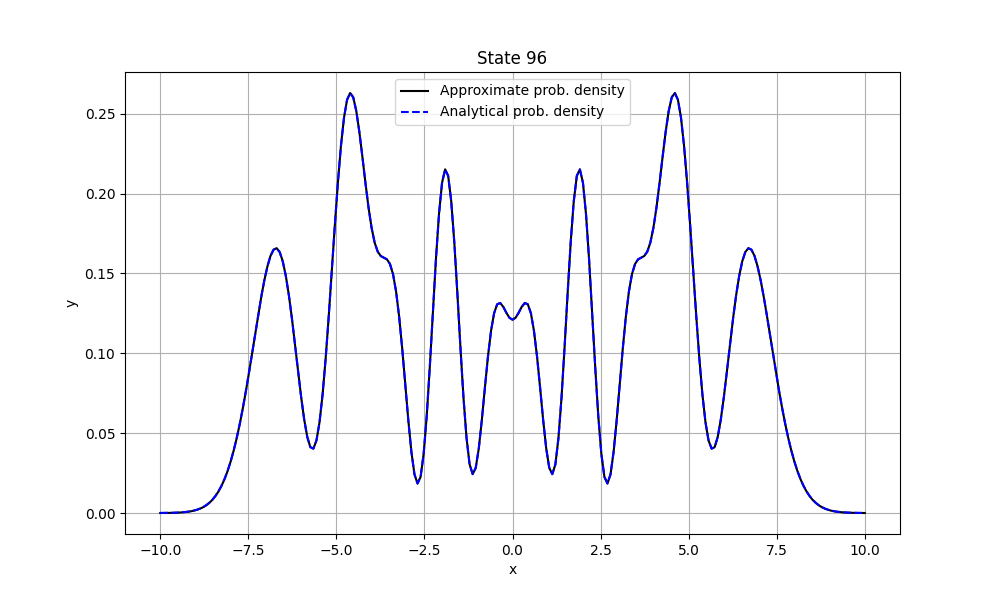 State 96
Approximate prob. density
Analytical prob. density
0.25
0.20
0.15
0.10
0.05
0.00
y
−10.0 −7.5 −5.0 −2.5 0.0 2.5 5.0 7.5 10.0
x